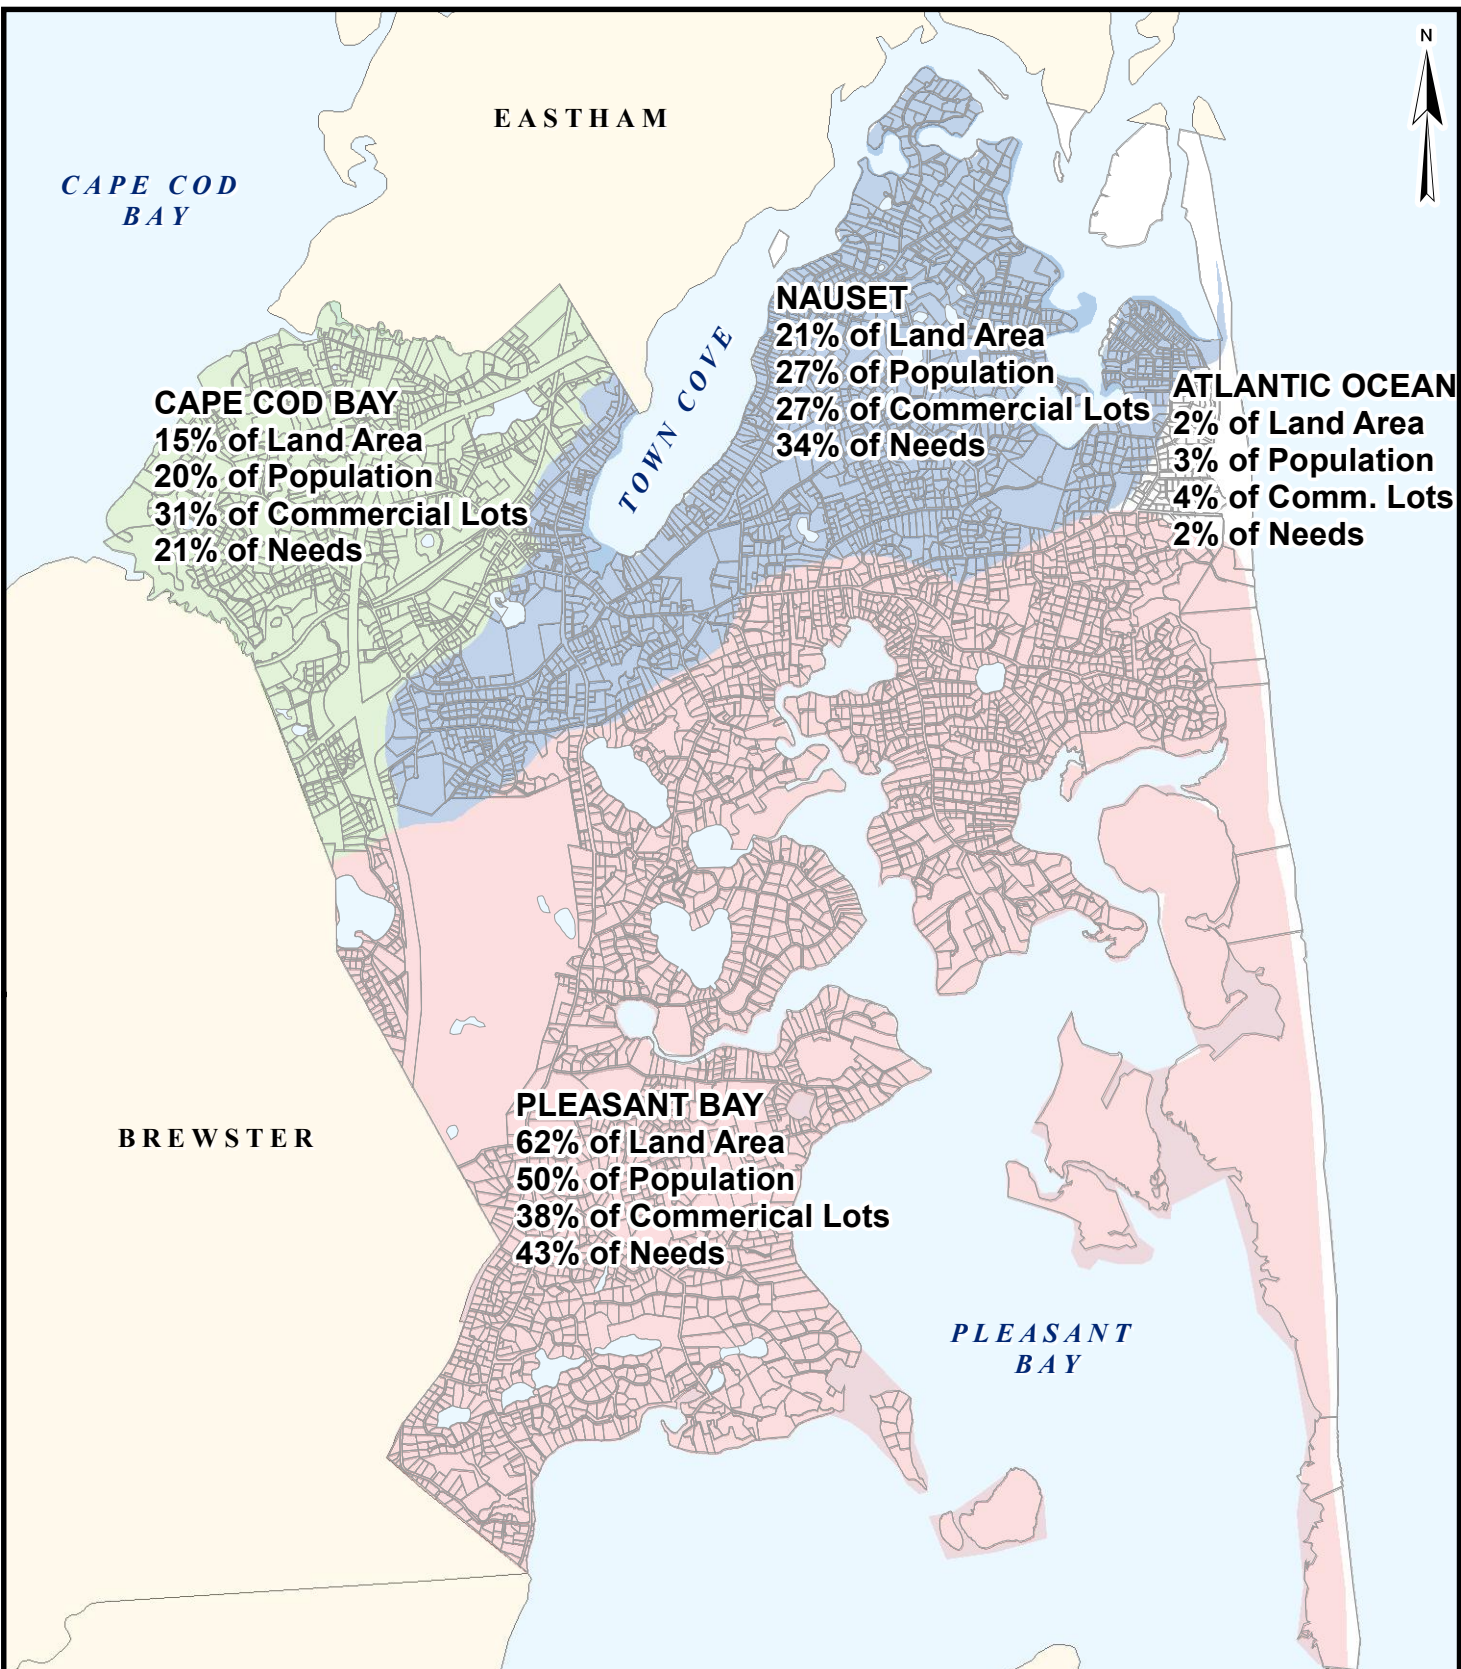 N
EASTHAM
CAPE COD
BAY
NAUSET
21% of Land Area
27% of Population
27% of Commercial Lots
34% of Needs
TOWN COVE
ATLANTIC OCEAN
2% of Land Area
3% of Population
4% of Comm. Lots
2% of Needs
CAPE COD BAY
15% of Land Area
20% of Population
31% of Commercial Lots
21% of Needs
BREWSTER
PLEASANT BAY
62% of Land Area
50% of Population
38% of Commerical Lots
43% of Needs
PLEASANT
BAY